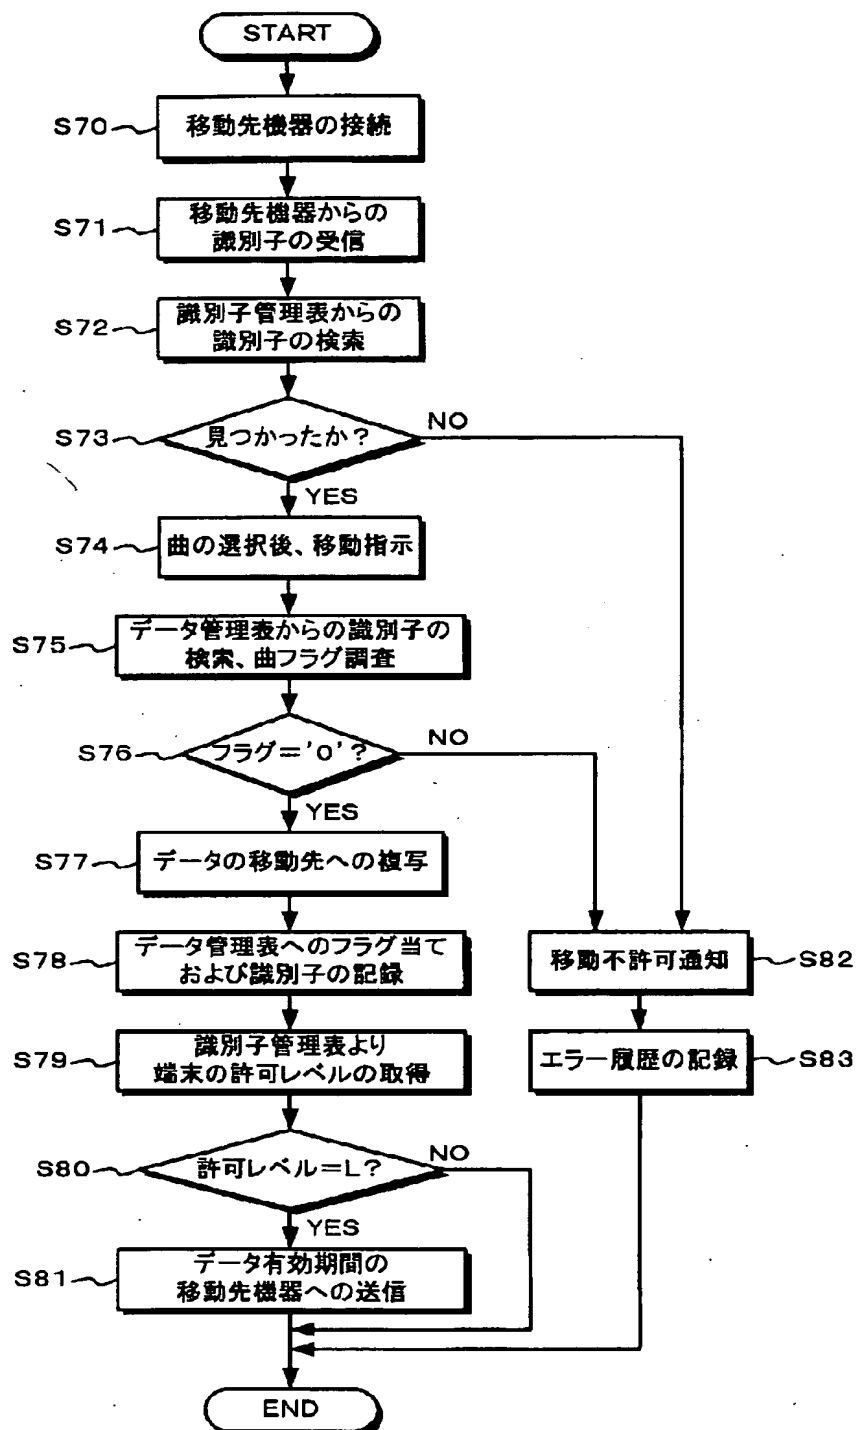 START
S70
移動先機器の接続
S71
移動先機器からの
識別子の受信
S72
識別子管理表からの
識別子の検索
S73
見つかったか?
NO
YES
S74
曲の選択後、移動指示
S75
データ管理表からの識別子の
検索、曲フラグ調査
S76
フラグ='0'?
NO
YES
S77
データの移動先への複写
S78
データ管理表へのフラグ当て
および識別子の記録
移動不許可通知
S82
S79
識別子管理表より
端末の許可レベルの取得
エラー履歴の記録
S83
S80
許可レベル=L?
NO
YES
S81
データ有効期間の
移動先機器への送信
END